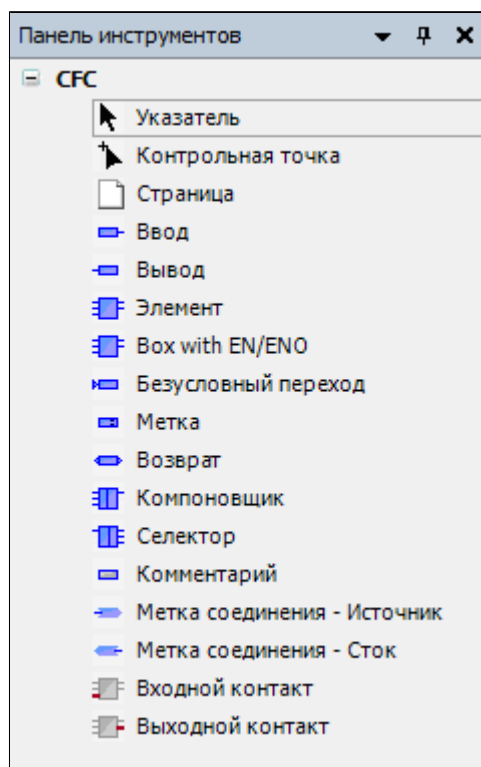 Панель инструментов
CFC
Указатель
Контрольная точка
Страница
Ввод
Вывод
Элемент
Box with EN/ENO
Безусловный переход
Метка
Возврат
Компоновщик
Селектор
Комментарий
Метка соединения - Источник
Метка соединения - Сток
Входной контакт
Выходной контакт